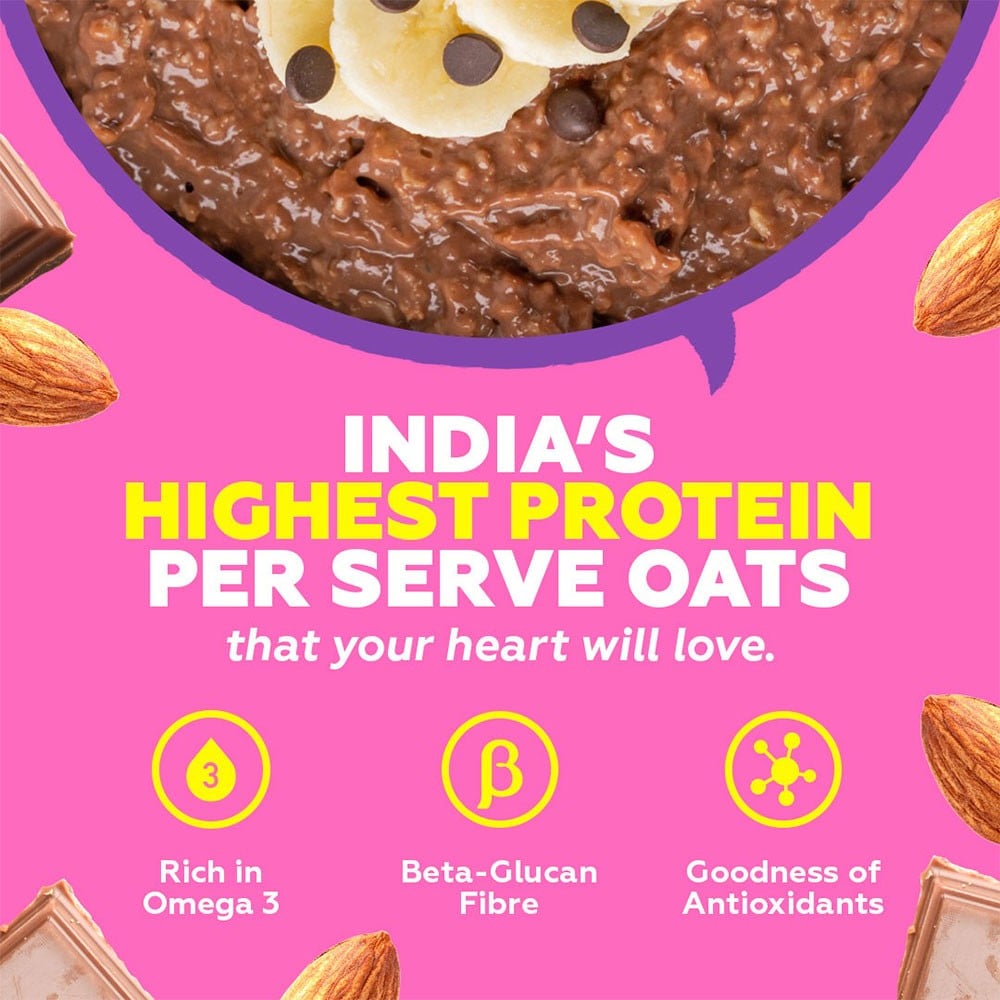 INDIA'S
HIGHEST PROTEIN
PER SERVE OATS
that your heart will love.
3
β
Rich in
Omega 3
Beta-Glucan
Fibre
Goodness of
Antioxidants